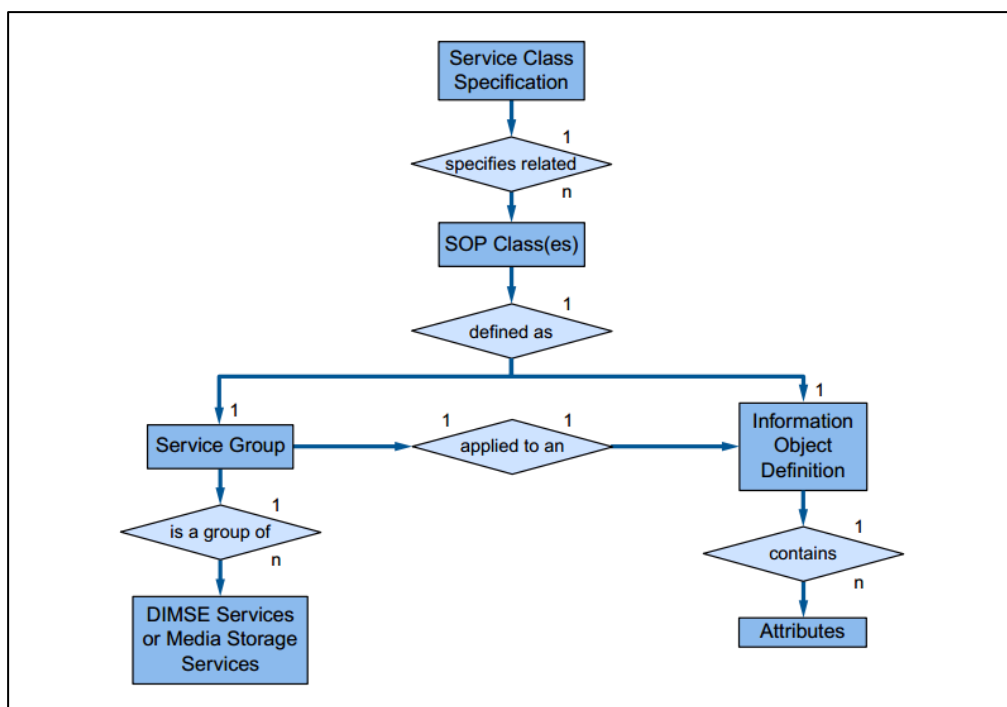 Service Class
Specification
1
specifies related
n
SOP Class(es)
1
defined as
1
1
Service Group
1
applied to an
1
Information
Object
Definition
1
is a group of
n
1
contains
n
DIMSE Services
or Media Storage
Services
Attributes